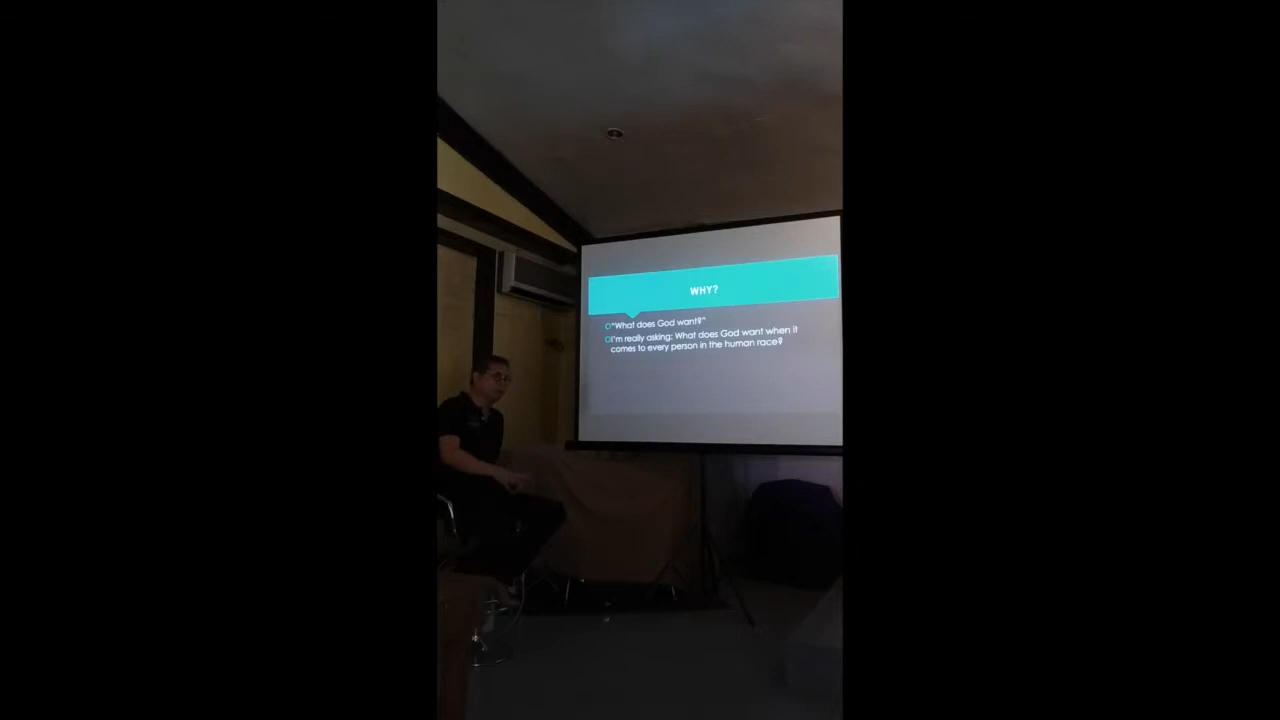 WHY?
"What does God want?"
I'm really asking: What does God want when it
comes to every person in the human race?